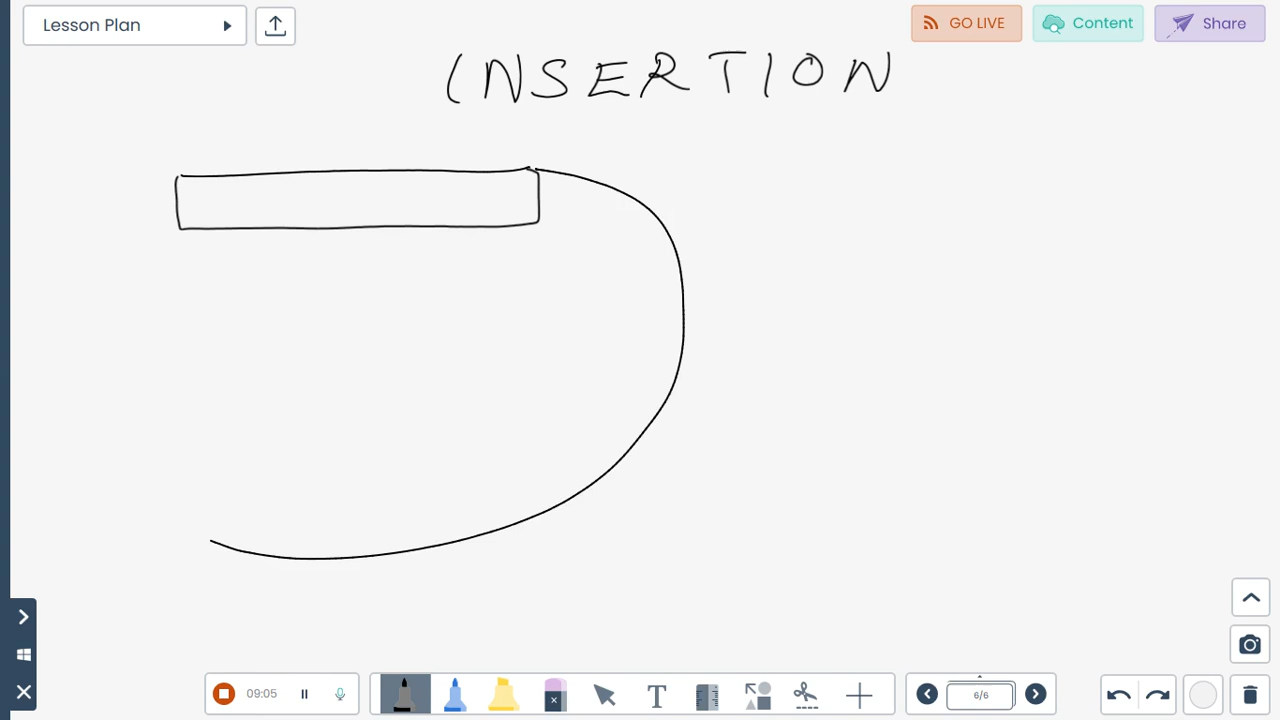 Lesson Plan
GO LIVE
Content
Share
INSERTION
09:05
T
6/6